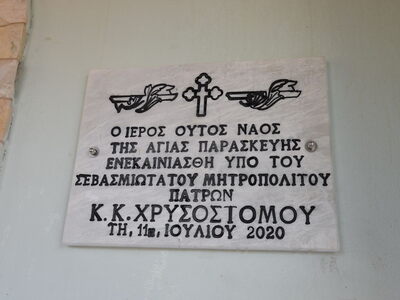 Ο ΙΕΡΟΣ ΟΥΤΟΣ ΝΑΟΣ
ΤΗΣ ΑΓΙΑΣ ΠΑΡΑΣΚΕΥΗΣ
ΕΝΕΚΑΙΝΙΑΣΘΗ ΥΠΟ ΤΟΥ
ΣΕΒΑΣΜΙΩΤΑΤΟΥ ΜΗΤΡΟΠΟΛΙΤΟΥ
ΠΑΤΡΩΝ
Κ.Κ.ΧΡΥΣΟΣΤΟΜΟΥ
ΤΗ, 11η, ΙΟΥΛΙΟΥ 2020